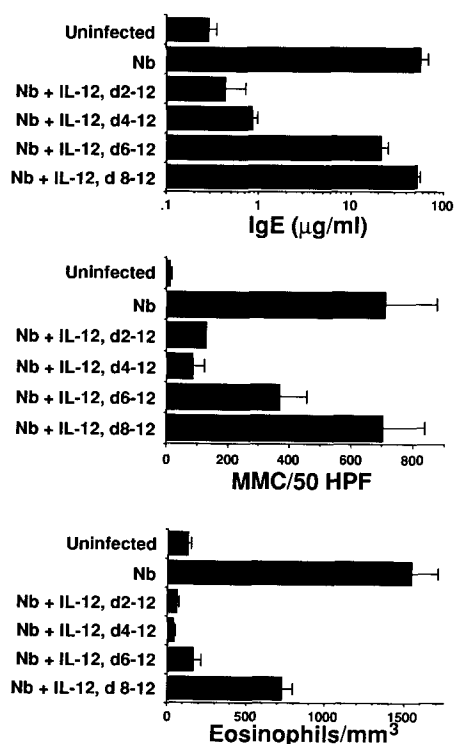 Uninfected
Nb
Nb + IL-12, d2-12
Nb + IL-12, d4-12
Nb + IL-12, d6-12
Nb + IL-12, d 8-12
.1 1 10 100
IgE (μg/ml)
Uninfected
Nb
Nb + IL-12, d2-12
Nb + IL-12, d4-12
Nb + IL-12, d6-12
Nb + IL-12, d8-12
0 200 400 600 800
MMC/50 HPF
Uninfected
Nb
Nb + IL-12, d2-12
Nb + IL-12, d4-12
Nb + IL-12, d6-12
Nb + IL-12, d 8-12
0 500 1000 1500
Eosinophils/mm³